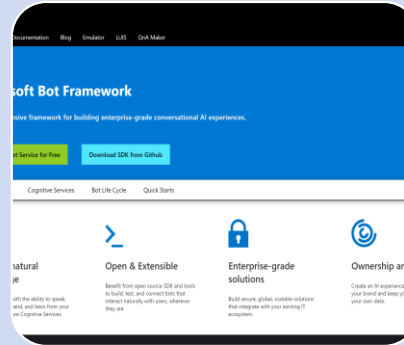 Documentation Blog Emulator LUIS QnA Maker
soft Bot Framework
nsive framework for building enterprise-grade conversational AI experiences.
ot Service for Free Download SDK from Github
Cognitive Services Bot Life Cycle Quick Starts
natural
ge
with the ability to speak,
and, and learn from your
ure Cognitive Services.
Open & Extensible
Benefit from open source SDK and tools
to build, test, and connect bots that
interact naturally with users, wherever
they are.
Enterprise-grade
solutions
Build secure, global, scalable solutions
that integrate with your existing IT
ecosystem.
Ownership an
Create an AI experience
your brand and keep yo
your own data.